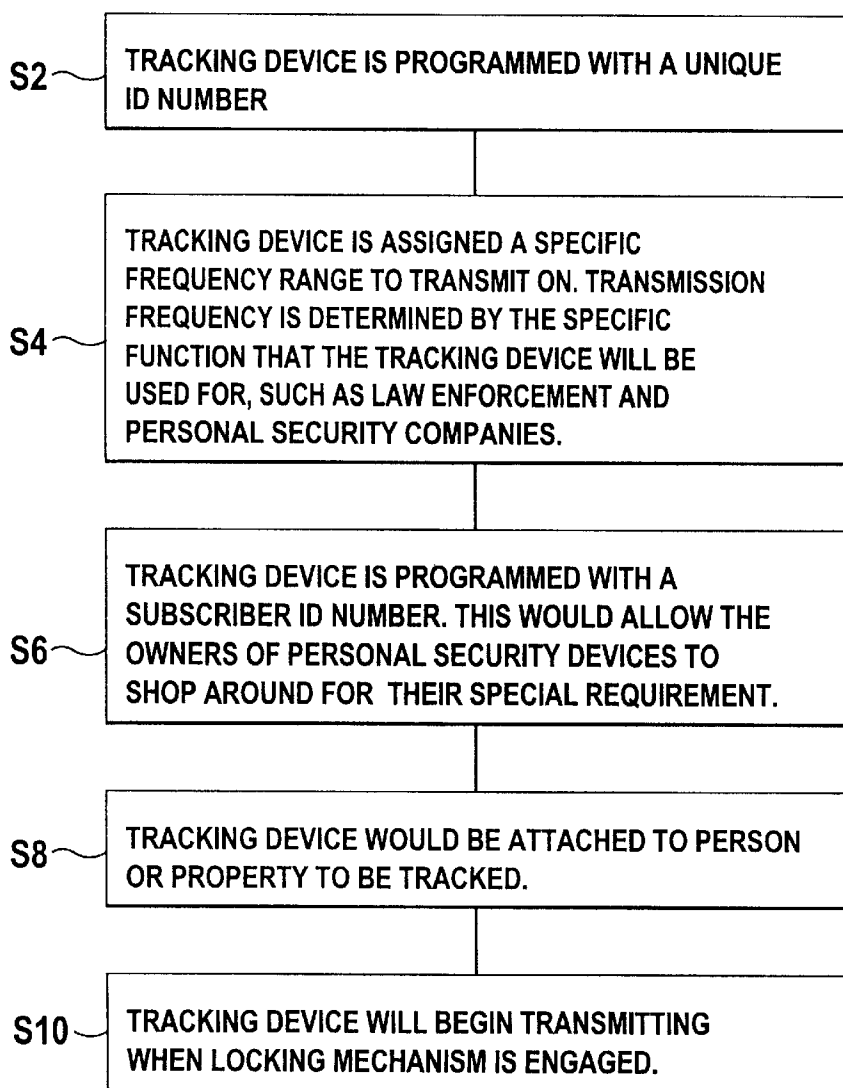 S2
TRACKING DEVICE IS PROGRAMMED WITH A UNIQUE
ID NUMBER
S4
TRACKING DEVICE IS ASSIGNED A SPECIFIC
FREQUENCY RANGE TO TRANSMIT ON. TRANSMISSION
FREQUENCY IS DETERMINED BY THE SPECIFIC
FUNCTION THAT THE TRACKING DEVICE WILL BE
USED FOR, SUCH AS LAW ENFORCEMENT AND
PERSONAL SECURITY COMPANIES.
S6
TRACKING DEVICE IS PROGRAMMED WITH A
SUBSCRIBER ID NUMBER. THIS WOULD ALLOW THE
OWNERS OF PERSONAL SECURITY DEVICES TO
SHOP AROUND FOR THEIR SPECIAL REQUIREMENT.
S8
TRACKING DEVICE WOULD BE ATTACHED TO PERSON
OR PROPERTY TO BE TRACKED.
S10
TRACKING DEVICE WILL BEGIN TRANSMITTING
WHEN LOCKING MECHANISM IS ENGAGED.